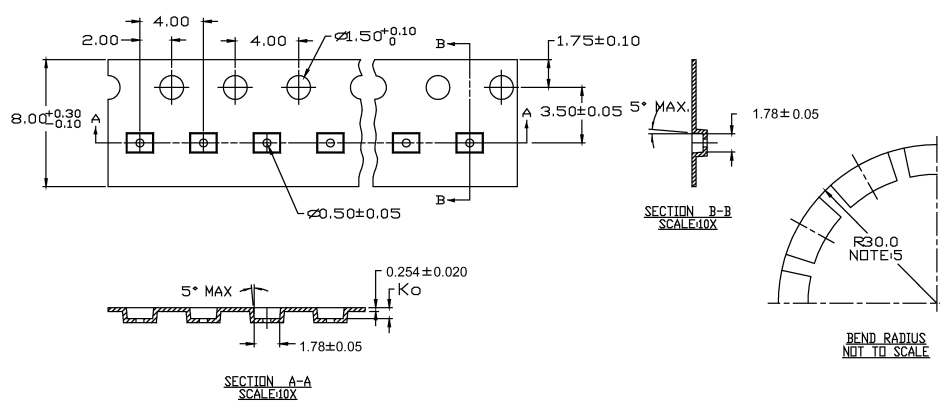 4.00
2.00
4.00
Ø1.50 +0.10 0
B
1.75±0.10
8.00 +0.30 -0.10
A
A
3.50±0.05
5° MAX.
1.78±0.05
B
Ø0.50±0.05
SECTION B-B
SCALE:10X
R30.0
NOTE:5
5° MAX
0.254±0.020
Ko
1.78±0.05
BEND RADIUS
NOT TO SCALE
SECTION A-A
SCALE:10X